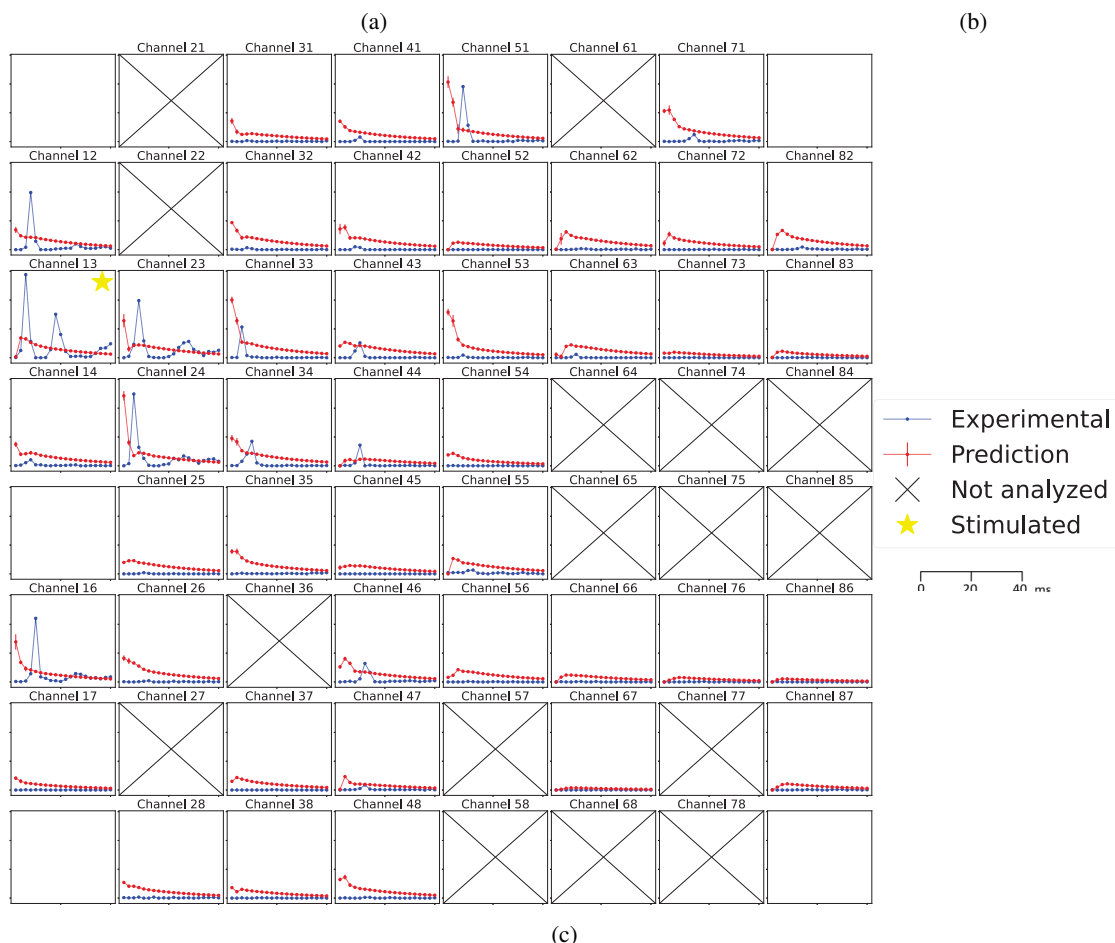 (a) (b)
Channel 21 Channel 31 Channel 41 Channel 51 Channel 61 Channel 71
Channel 12 Channel 22 Channel 32 Channel 42 Channel 52 Channel 62 Channel 72 Channel 82
Channel 13 Channel 23 Channel 33 Channel 43 Channel 53 Channel 63 Channel 73 Channel 83
Channel 14 Channel 24 Channel 34 Channel 44 Channel 54 Channel 64 Channel 74 Channel 84
Channel 25 Channel 35 Channel 45 Channel 55 Channel 65 Channel 75 Channel 85
Channel 16 Channel 26 Channel 36 Channel 46 Channel 56 Channel 66 Channel 76 Channel 86
Channel 17 Channel 27 Channel 37 Channel 47 Channel 57 Channel 67 Channel 77 Channel 87
Channel 28 Channel 38 Channel 48 Channel 58 Channel 68 Channel 78
Experimental
Prediction
Not analyzed
Stimulated
0 20 40 ms
(c)